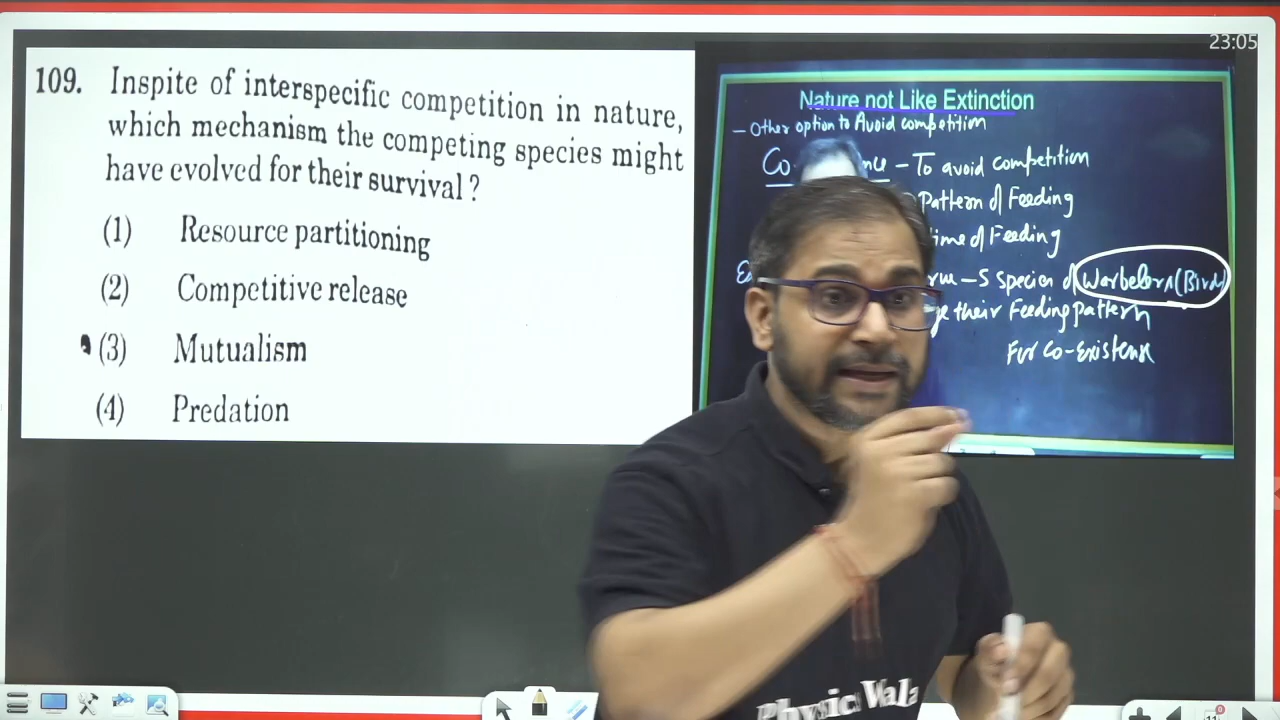 23:05
109. Inspite of interspecific competition in nature,
which mechanism the competing species might
have evolved for their survival ?
(1) Resource partitioning
(2) Competitive release
(3) Mutualism
(4) Predation
Nature not Like Extinction
– Other option to Avoid competition
Co – To avoid competition
Pattern of Feeding
ime of Feeding
– 5 species of Warbelers (Birds)
their Feeding pattern
For Co-Existense
Physics Wala